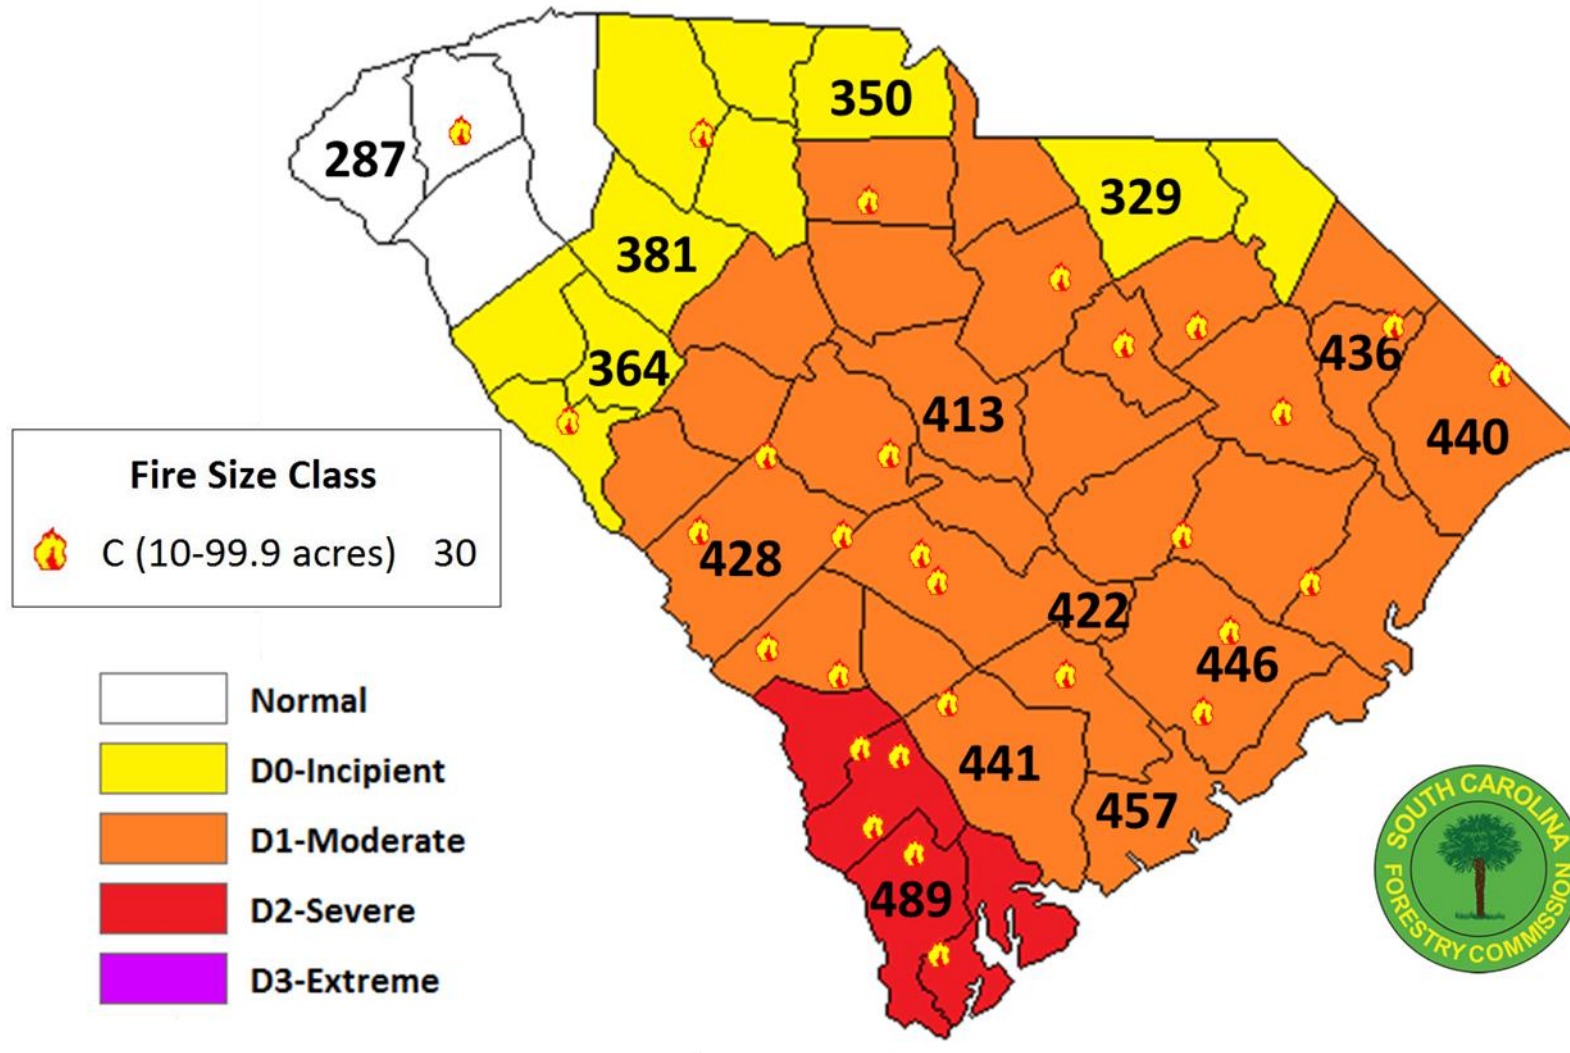 350
287
329
381
436
364
413
440
Fire Size Class
C (10-99.9 acres) 30
428
422
446
Normal
D0-Incipient
441
457
D1-Moderate
489
D2-Severe
D3-Extreme
SOUTH CAROLINA
FORESTRY COMMISSION